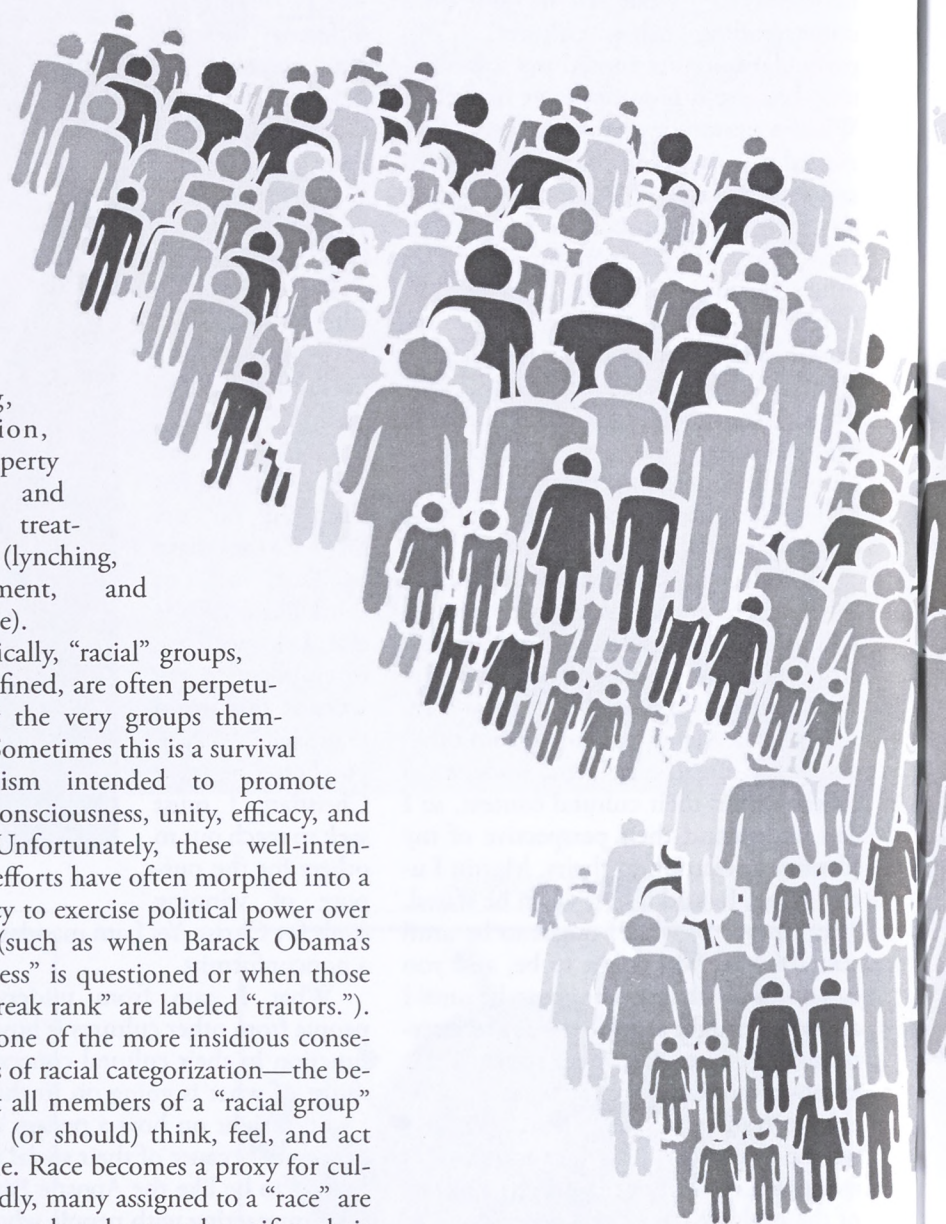 g,
ion,
perty
and
treat-
(lynching,
ment, and
e).
ically, “racial” groups,
fined, are often perpetu-
the very groups them-
Sometimes this is a survival
ism intended to promote
onsciousness, unity, efficacy, and
Unfortunately, these well-inten-
efforts have often morphed into a
cy to exercise political power over
(such as when Barack Obama’s
ess” is questioned or when those
reak rank” are labeled “traitors.”).
one of the more insidious conse-
s of racial categorization—the be-
t all members of a “racial group”
(or should) think, feel, and act
e. Race becomes a proxy for cul-
dly, many assigned to a “race” are